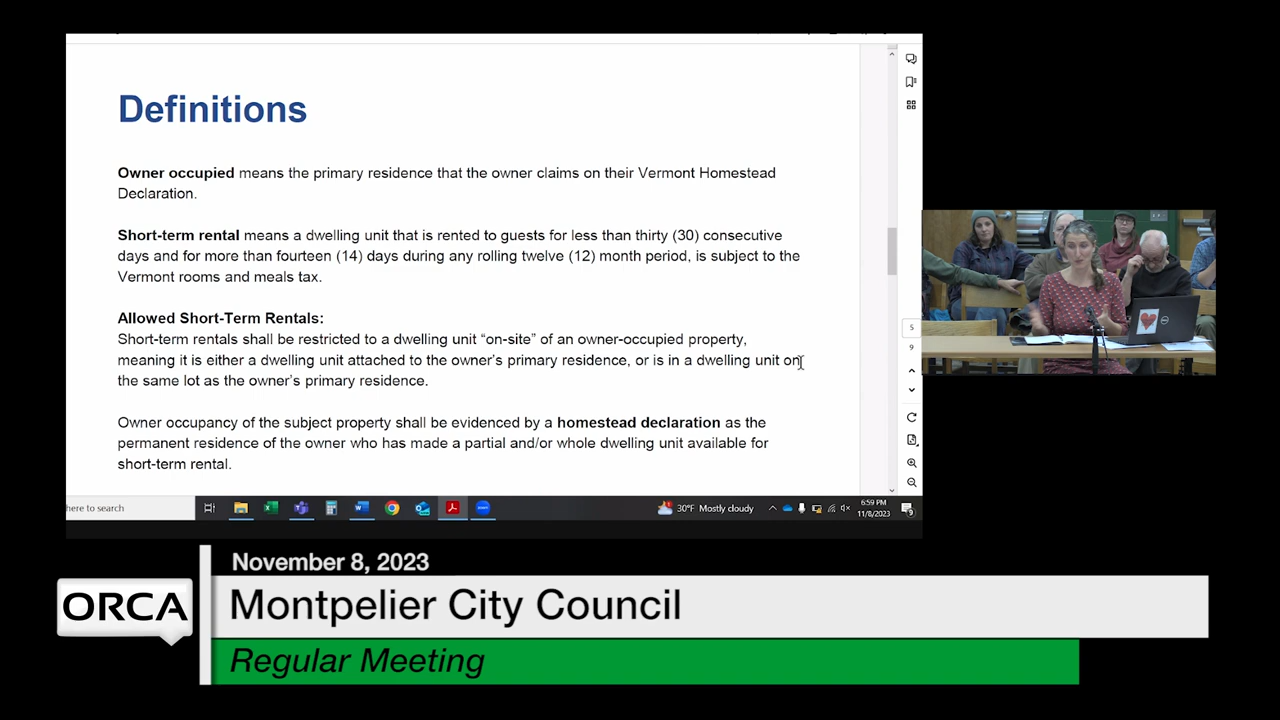 Definitions
Owner occupied means the primary residence that the owner claims on their Vermont Homestead
Declaration.
Short-term rental means a dwelling unit that is rented to guests for less than thirty (30) consecutive
days and for more than fourteen (14) days during any rolling twelve (12) month period, is subject to the
Vermont rooms and meals tax.
Allowed Short-Term Rentals:
Short-term rentals shall be restricted to a dwelling unit “on-site” of an owner-occupied property,
meaning it is either a dwelling unit attached to the owner’s primary residence, or is in a dwelling unit on
the same lot as the owner’s primary residence.
Owner occupancy of the subject property shall be evidenced by a homestead declaration as the
permanent residence of the owner who has made a partial and/or whole dwelling unit available for
short-term rental.
5
9
here to search
30°F Mostly cloudy
6:59 PM
11/8/2023
November 8, 2023
ORCA
Montpelier City Council
Regular Meeting